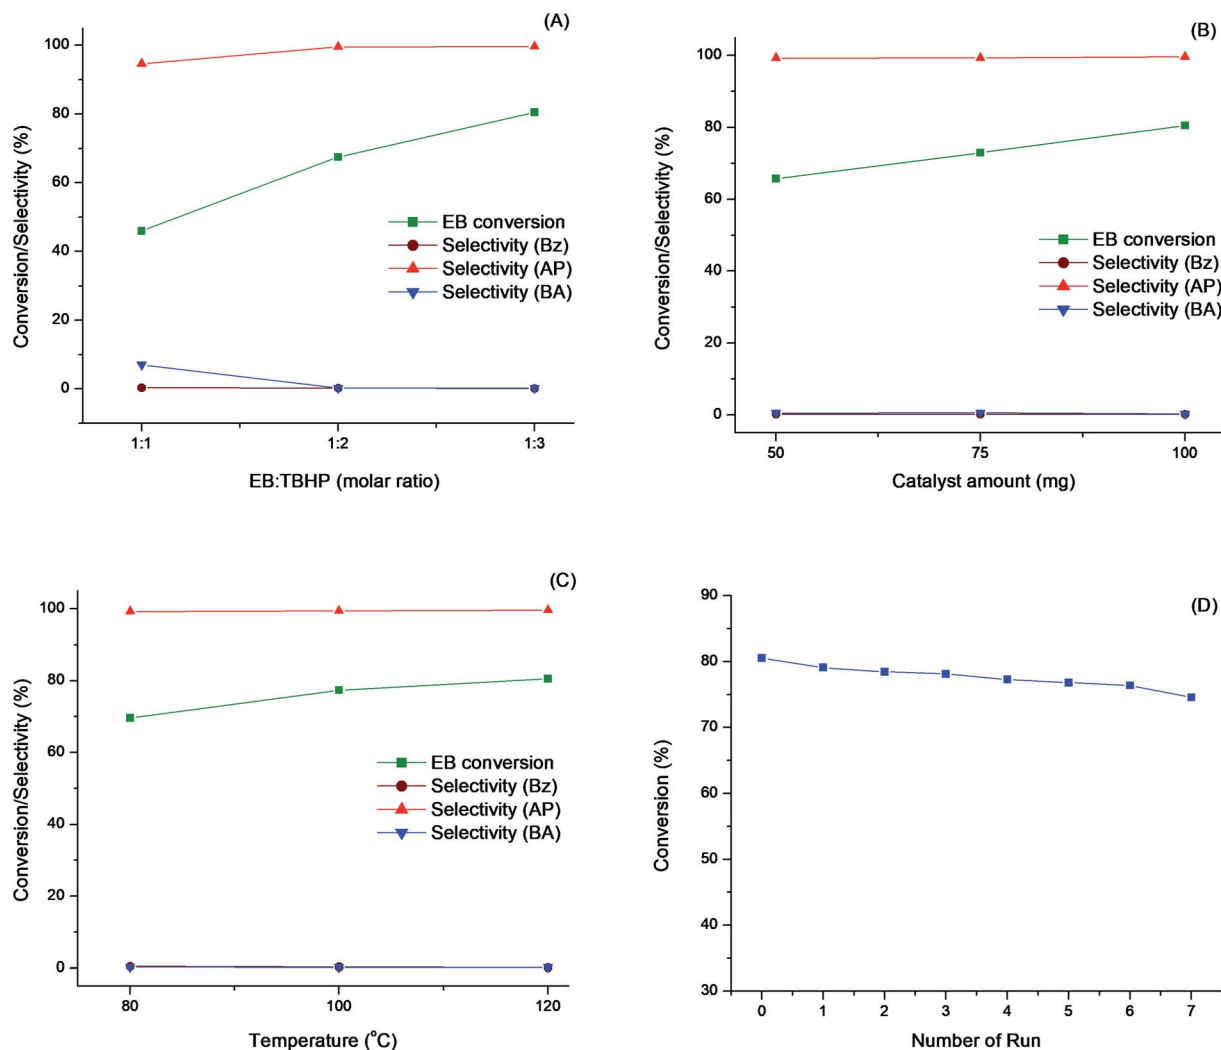 (A)
100
80
60
40
20
0
Conversion/Selectivity (%)
EB conversion
Selectivity (Bz)
Selectivity (AP)
Selectivity (BA)
1:1
1:2
1:3
EB:TBHP (molar ratio)
(B)
100
80
60
40
20
0
Conversion/Selectivity (%)
EB conversion
Selectivity (Bz)
Selectivity (AP)
Selectivity (BA)
50
75
100
Catalyst amount (mg)
(C)
100
80
60
40
20
0
Conversion/Selectivity (%)
EB conversion
Selectivity (Bz)
Selectivity (AP)
Selectivity (BA)
80
100
120
Temperature (°C)
(D)
90
80
70
60
50
40
30
Conversion (%)
0
1
2
3
4
5
6
7
Number of Run